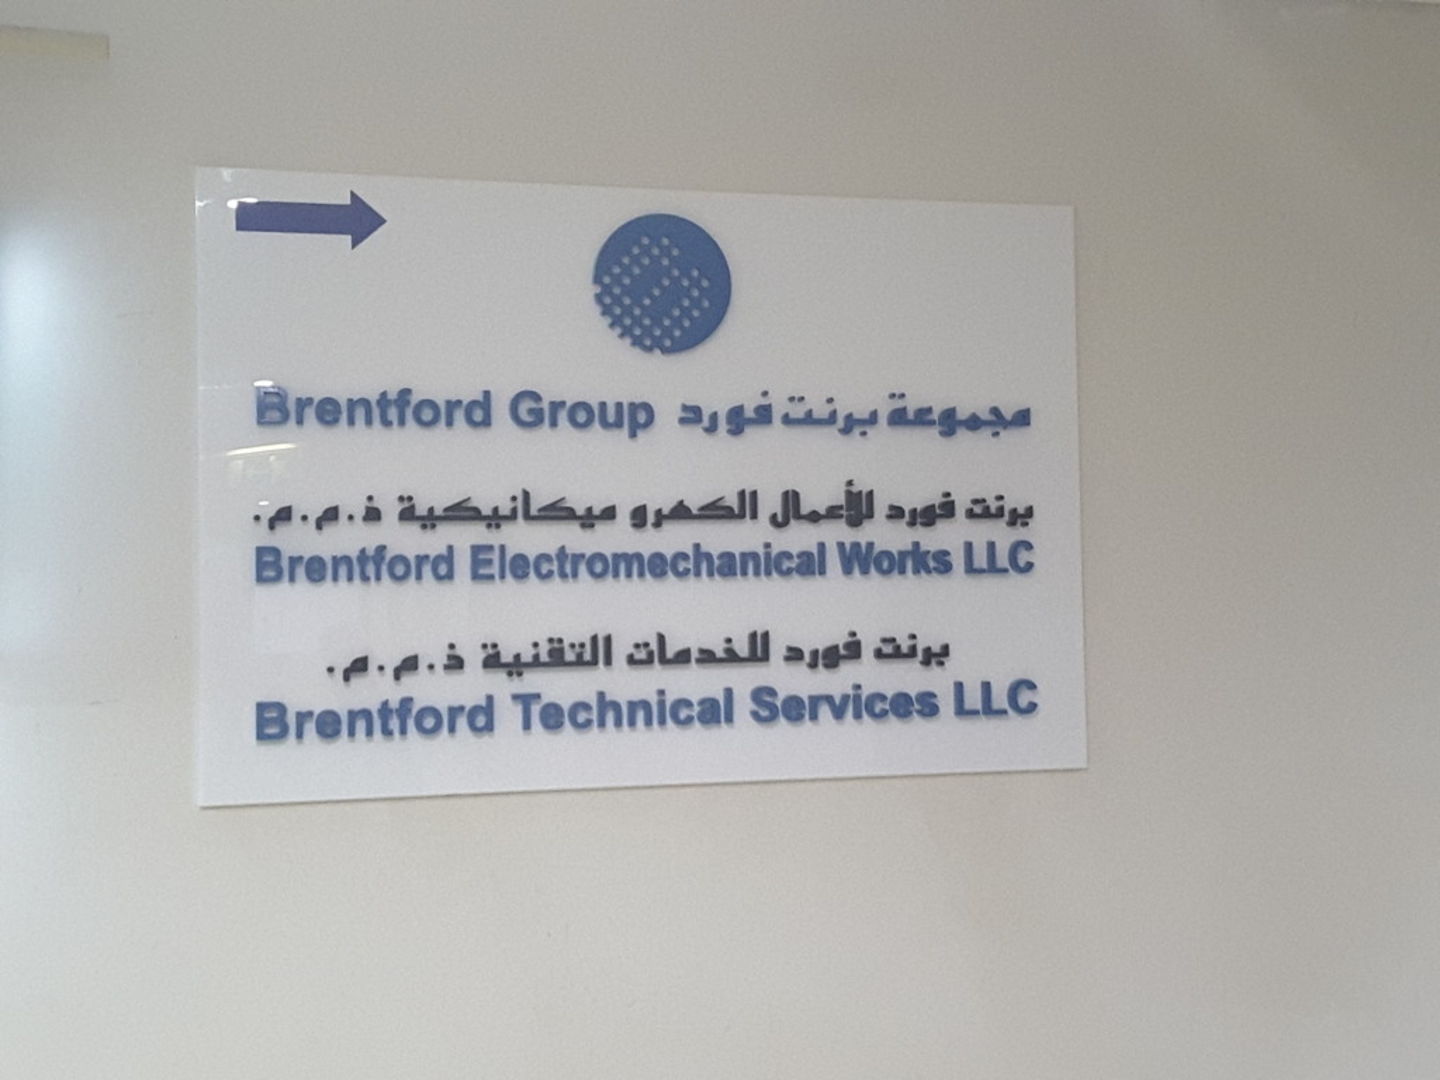 Brentford Group مجموعة برنت فورد
برنت فورد للأعمال الكهرو ميكانيكية ذ.م.م.
Brentford Electromechanical Works LLC
برنت فورد للخدمات التقنية ذ.م.م.
Brentford Technical Services LLC